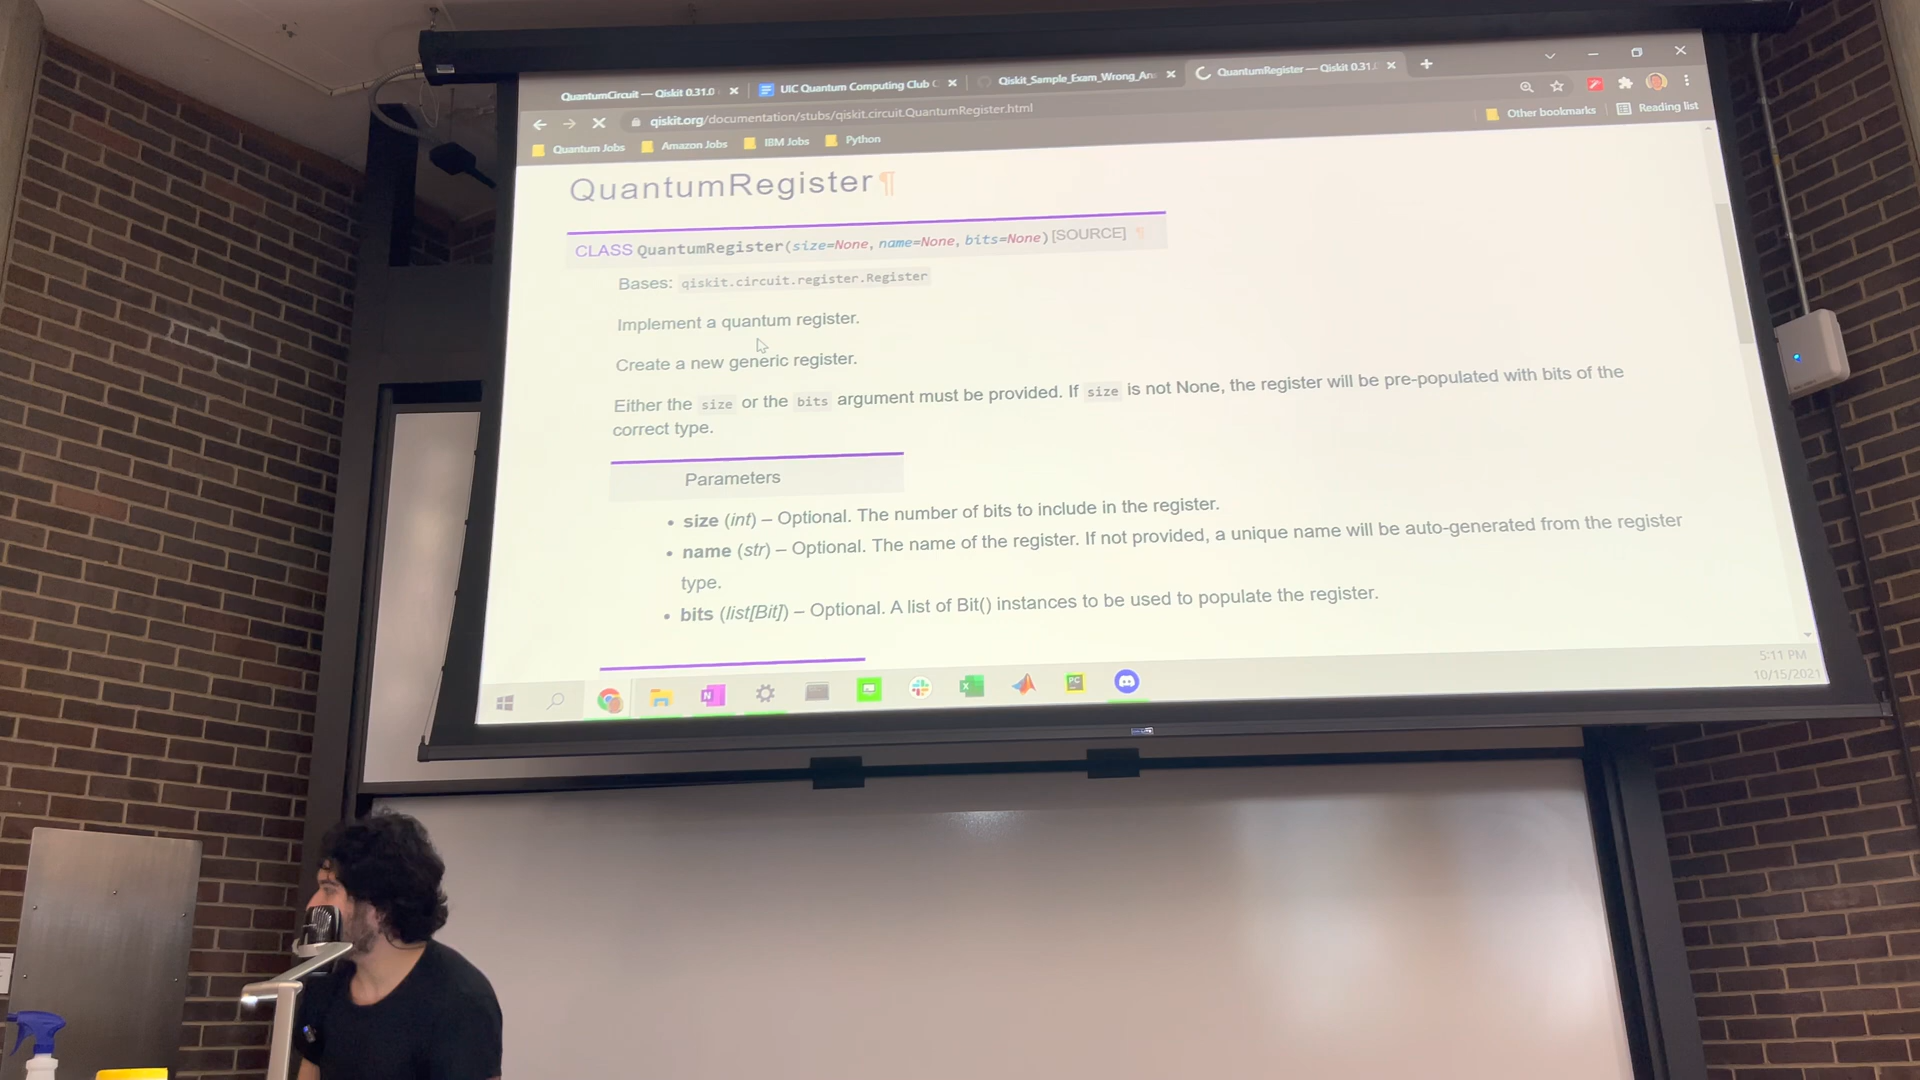 QuantumCircuit — Qiskit 0.31.0
UIC Quantum Computing Club
Qiskit_Sample_Exam_Wrong_An
QuantumRegister — Qiskit 0.31.
qiskit.org/documentation/stubs/qiskit.circuit.QuantumRegister.html
Other bookmarks
Reading list
Quantum Jobs
Amazon Jobs
IBM Jobs
Python
QuantumRegister¶
CLASS QuantumRegister(size=None, name=None, bits=None)[SOURCE] ¶
Bases: qiskit.circuit.register.Register
Implement a quantum register.
Create a new generic register.
Either the size or the bits argument must be provided. If size is not None, the register will be pre-populated with bits of the
correct type.
Parameters
• size (int) – Optional. The number of bits to include in the register.
• name (str) – Optional. The name of the register. If not provided, a unique name will be auto-generated from the register
type.
• bits (list[Bit]) – Optional. A list of Bit() instances to be used to populate the register.
5:11 PM
10/15/2021